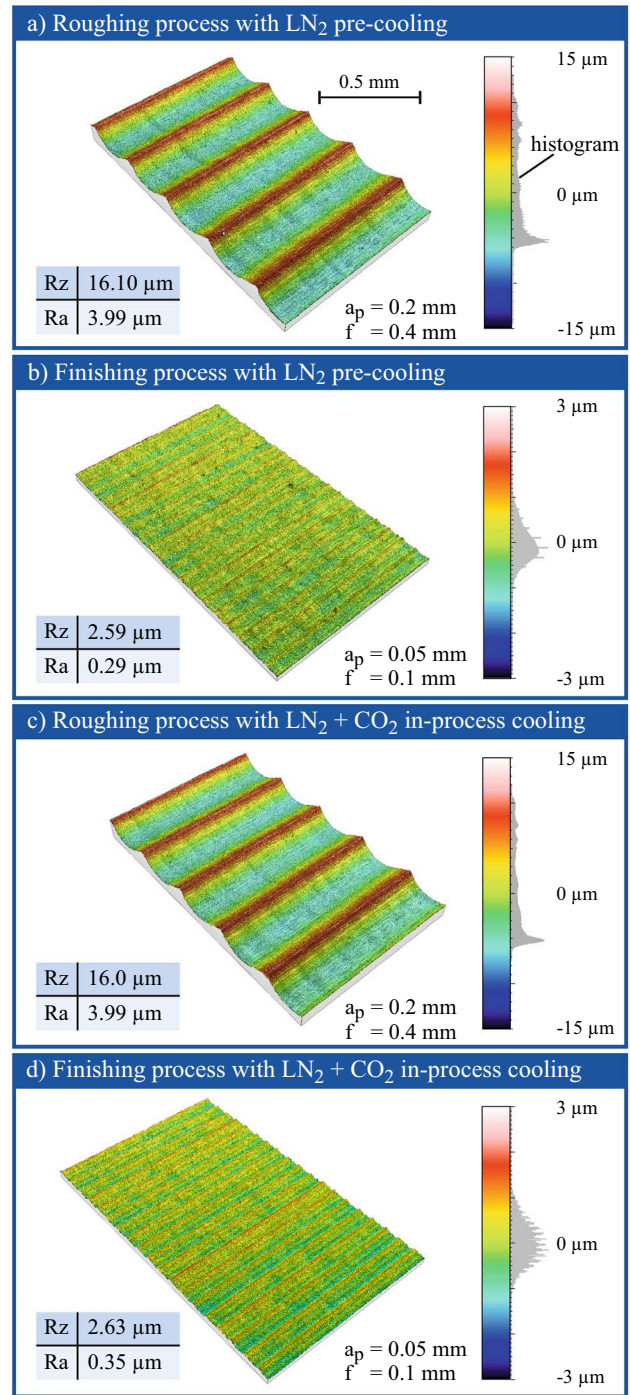 a) Roughing process with LN₂ pre-cooling
15 µm
0.5 mm
histogram
0 µm
Rz 16.10 µm
Ra 3.99 µm
aₚ = 0.2 mm
f = 0.4 mm
-15 µm
b) Finishing process with LN₂ pre-cooling
3 µm
0 µm
Rz 2.59 µm
Ra 0.29 µm
aₚ = 0.05 mm
f = 0.1 mm
-3 µm
c) Roughing process with LN₂ + CO₂ in-process cooling
15 µm
0 µm
Rz 16.0 µm
Ra 3.99 µm
aₚ = 0.2 mm
f = 0.4 mm
-15 µm
d) Finishing process with LN₂ + CO₂ in-process cooling
3 µm
0 µm
Rz 2.63 µm
Ra 0.35 µm
aₚ = 0.05 mm
f = 0.1 mm
-3 µm